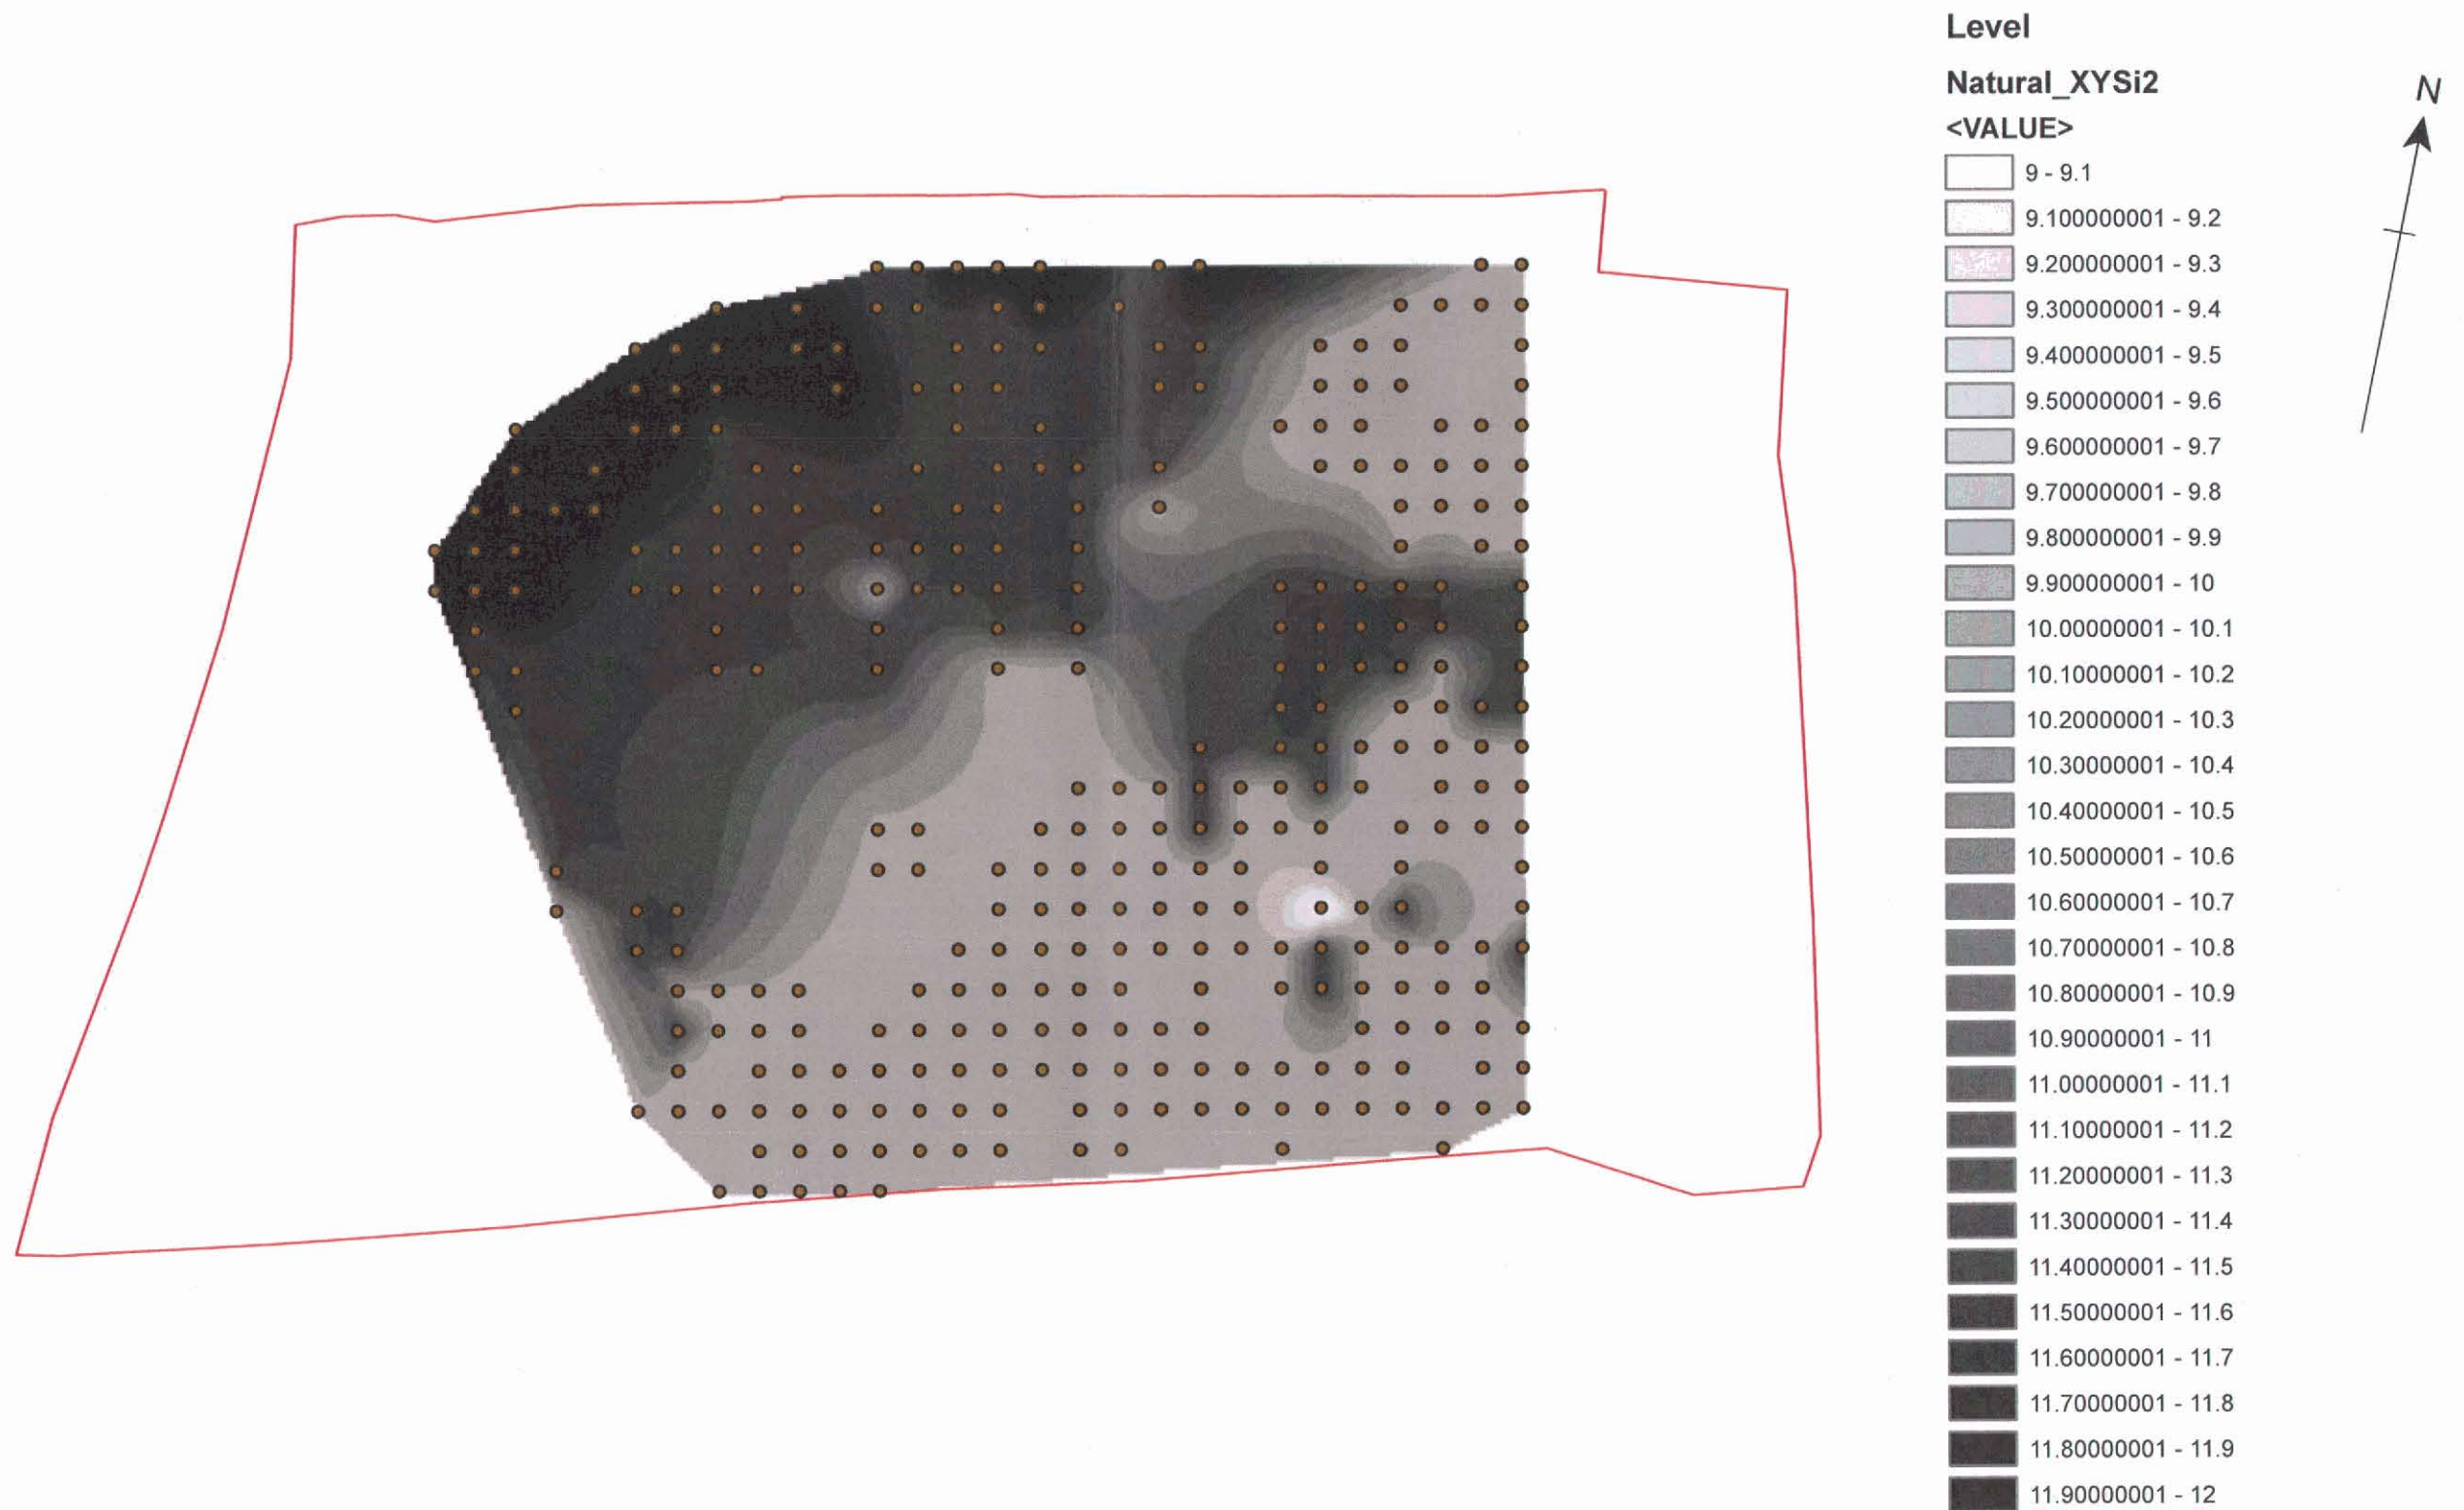 Level
Natural_XYSi2
<VALUE>
N
9 - 9.1
9.100000001 - 9.2
9.200000001 - 9.3
9.300000001 - 9.4
9.400000001 - 9.5
9.500000001 - 9.6
9.600000001 - 9.7
9.700000001 - 9.8
9.800000001 - 9.9
9.900000001 - 10
10.00000001 - 10.1
10.10000001 - 10.2
10.20000001 - 10.3
10.30000001 - 10.4
10.40000001 - 10.5
10.50000001 - 10.6
10.60000001 - 10.7
10.70000001 - 10.8
10.80000001 - 10.9
10.90000001 - 11
11.00000001 - 11.1
11.10000001 - 11.2
11.20000001 - 11.3
11.30000001 - 11.4
11.40000001 - 11.5
11.50000001 - 11.6
11.60000001 - 11.7
11.70000001 - 11.8
11.80000001 - 11.9
11.90000001 - 12